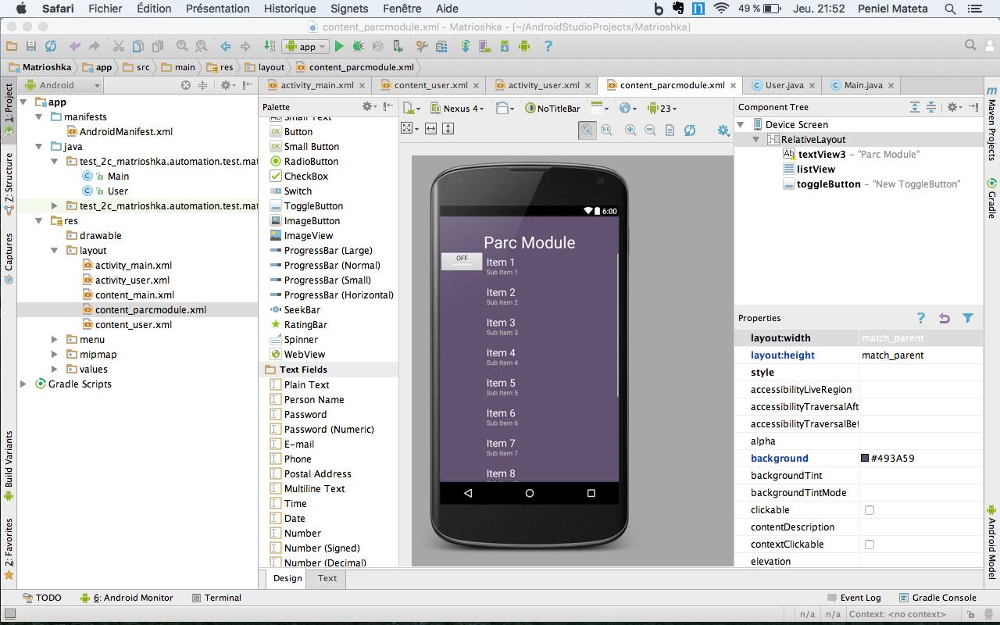 Safari Fichier Édition Présentation Historique Signets Fenêtre Aide 49 % Jeu. 21:52 Peniel Mateta
content_parcmodule.xml - Matrioshka - [~/AndroidStudioProjects/Matrioshka]
app
Matrioshka app src main res layout content_parcmodule.xml
Android
activity_main.xml content_user.xml activity_user.xml content_parcmodule.xml User.java Main.java
1: Project
Z: Structure
Captures
Build Variants
2: Favorites
app
manifests
AndroidManifest.xml
java
test_2c_matrioshka.automation.test.mat
Main
User
test_2c_matrioshka.automation.test.mat
res
drawable
layout
activity_main.xml
activity_user.xml
content_main.xml
content_parcmodule.xml
content_user.xml
menu
mipmap
values
Gradle Scripts
Palette
Small Text
Button
Small Button
RadioButton
CheckBox
Switch
ToggleButton
ImageButton
ImageView
ProgressBar (Large)
ProgressBar (Normal)
ProgressBar (Small)
ProgressBar (Horizontal)
SeekBar
RatingBar
Spinner
WebView
Text Fields
Plain Text
Person Name
Password
Password (Numeric)
E-mail
Phone
Postal Address
Multiline Text
Time
Date
Number
Number (Signed)
Number (Decimal)
Nexus 4 NoTitleBar 23
6:00
Parc Module
OFF
Item 1
Sub Item 1
Item 2
Sub Item 2
Item 3
Sub Item 3
Item 4
Sub Item 4
Item 5
Sub Item 5
Item 6
Sub Item 6
Item 7
Sub Item 7
Item 8
Design Text
Component Tree
Device Screen
RelativeLayout
Ab textView3 - "Parc Module"
listView
toggleButton - "New ToggleButton"
Properties
layout:width match_parent
layout:height match_parent
style
accessibilityLiveRegion
accessibilityTraversalAft
accessibilityTraversalBef
alpha
background #493A59
backgroundTint
backgroundTintMode
clickable
contentDescription
contextClickable
elevation
Maven Projects
Gradle
Android Model
TODO 6: Android Monitor Terminal Event Log Gradle Console
n/a n/a Context: <no context>